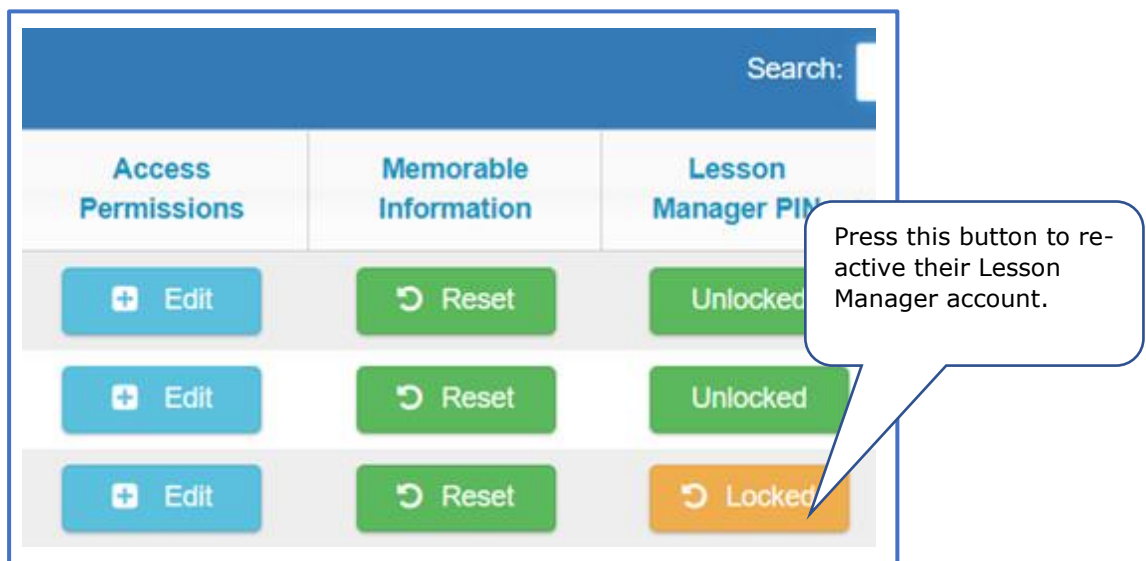 Search:
Access
Permissions
Memorable
Information
Lesson
Manager PIN
Press this button to re-
active their Lesson
Manager account.
Edit
Reset
Unlocked
Edit
Reset
Unlocked
Edit
Reset
Locked